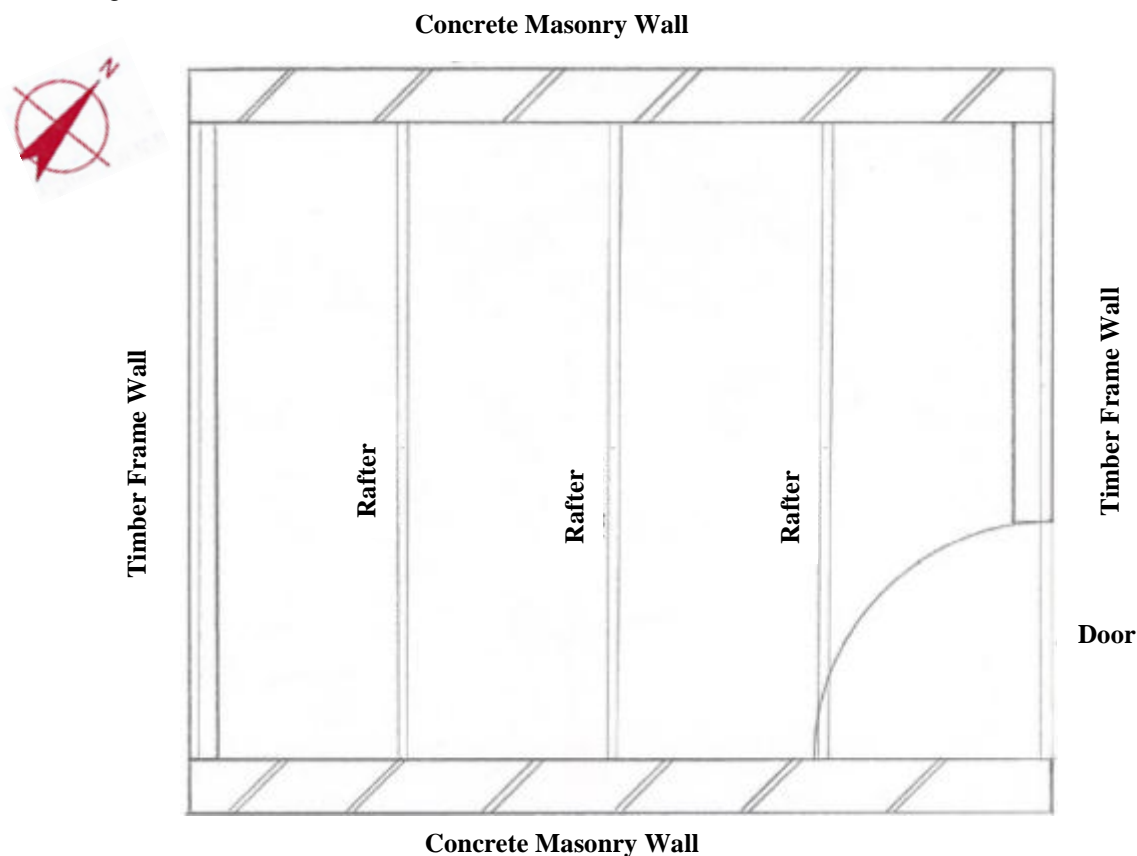 Concrete Masonry Wall
N
Timber Frame Wall
Rafter
Rafter
Rafter
Timber Frame Wall
Door
Concrete Masonry Wall